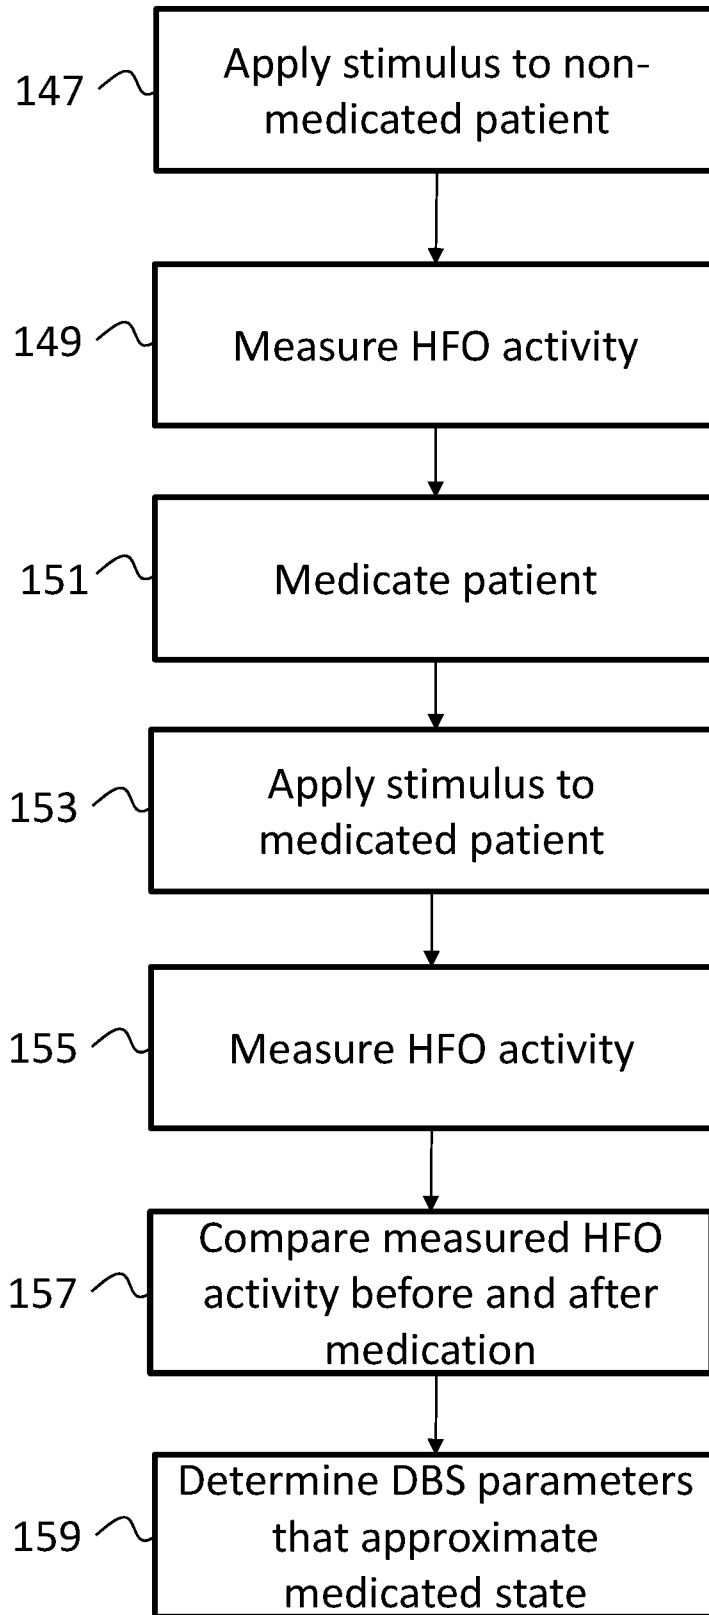 147
Apply stimulus to non-
medicated patient
149
Measure HFO activity
151
Medicate patient
153
Apply stimulus to
medicated patient
155
Measure HFO activity
157
Compare measured HFO
activity before and after
medication
159
Determine DBS parameters
that approximate
medicated state